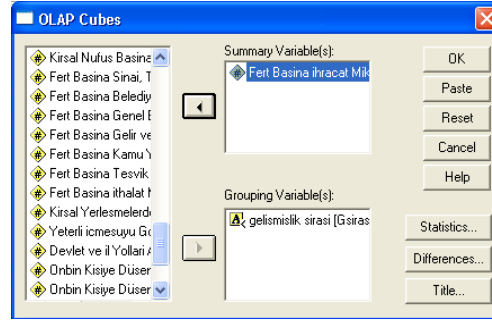 OLAP Cubes
Kirsal Nufus Basina
Fert Basina Sinai, T
Fert Basina Belediy
Fert Basina Genel B
Fert Basina Gelir ve
Fert Basina Kamu Y
Fert Basina Tesvik
Fert Basina ithalat M
Kirsal Yerlesmelerde
Yeterli icmesuyu Go
Devlet ve il Yollari A
Onbin Kisiye Düser
Onbin Kisiye Düser
Summary Variable(s):
Fert Basina ihracat Mik
Grouping Variable(s):
gelismislik sirasi [Gsiras
OK
Paste
Reset
Cancel
Help
Statistics...
Differences...
Title...